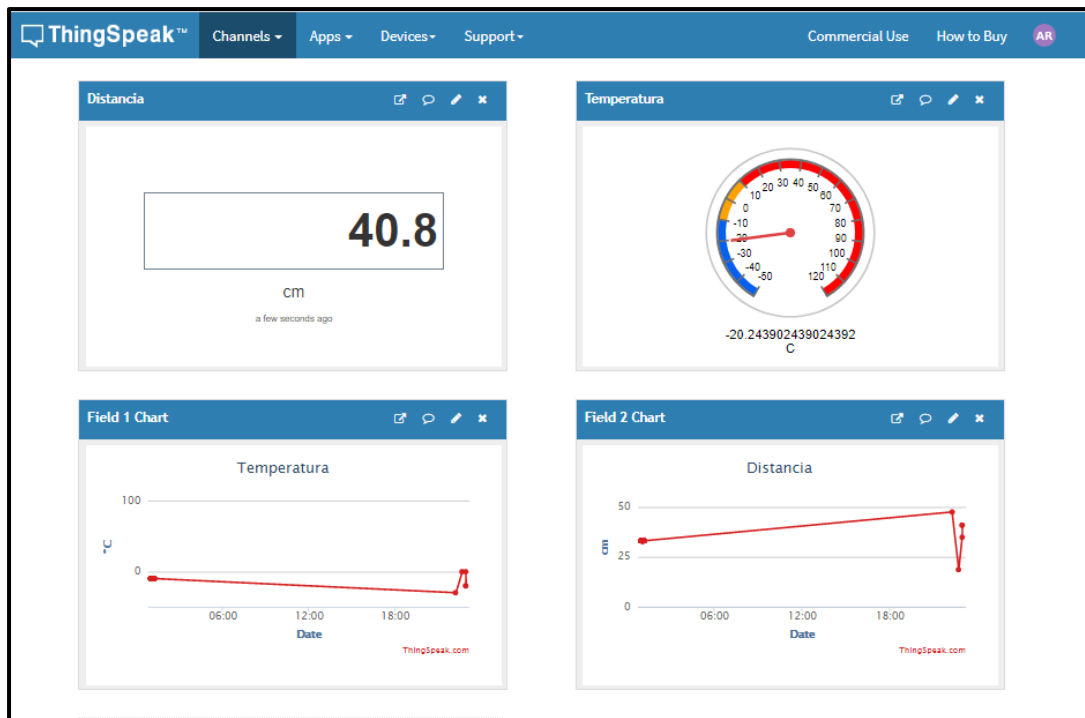 ThingSpeak™ Channels Apps Devices Support Commercial Use How to Buy AR
Distancia
40.8
cm
a few seconds ago
Temperatura
-50 -40 -30 -20 -10 0 10 20 30 40 50 60 70 80 90 100 110 120
-20.243902439024392
C
Field 1 Chart
Temperatura
100
°C
0
06:00 12:00 18:00
Date
ThingSpeak.com
Field 2 Chart
Distancia
50
cm
25
0
06:00 12:00 18:00
Date
ThingSpeak.com